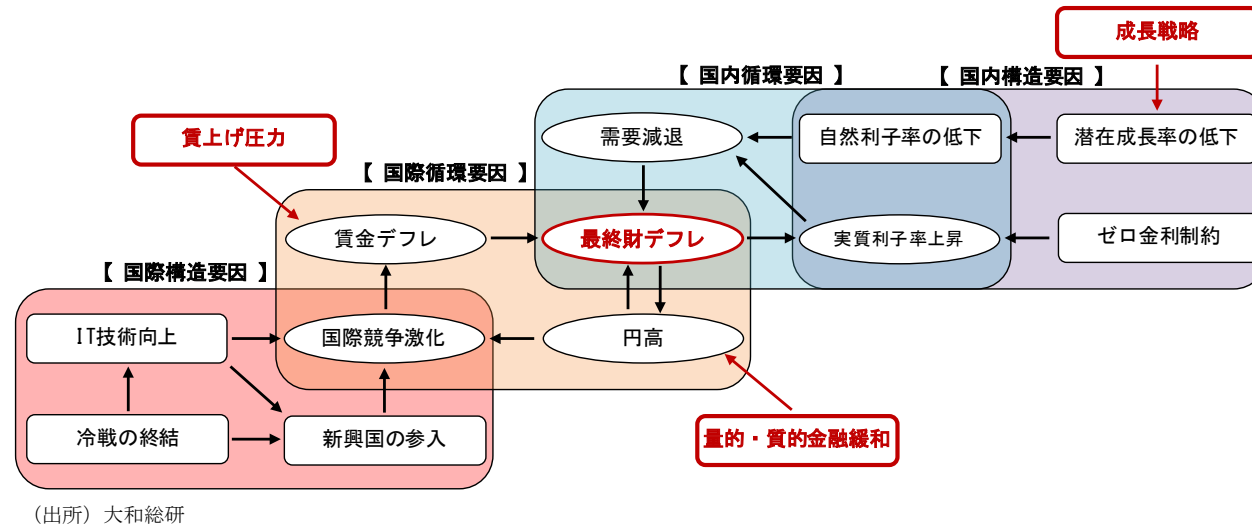 成長戦略
【 国内循環要因 】
【 国内構造要因 】
賃上げ圧力
需要減退
自然利子率の低下
潜在成長率の低下
【 国際循環要因 】
賃金デフレ
最終財デフレ
実質利子率上昇
ゼロ金利制約
【 国際構造要因 】
IT技術向上
国際競争激化
円高
冷戦の終結
新興国の参入
量的・質的金融緩和
（出所）大和総研